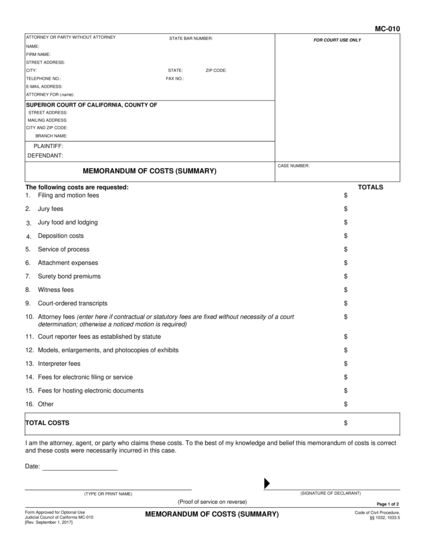 MC-010
ATTORNEY OR PARTY WITHOUT ATTORNEY STATE BAR NUMBER:
FOR COURT USE ONLY
NAME:
FIRM NAME:
STREET ADDRESS:
CITY: STATE: ZIP CODE:
TELEPHONE NO.: FAX NO.:
E-MAIL ADDRESS:
ATTORNEY FOR (name):
SUPERIOR COURT OF CALIFORNIA, COUNTY OF
STREET ADDRESS:
MAILING ADDRESS:
CITY AND ZIP CODE:
BRANCH NAME:
PLAINTIFF:
DEFENDANT:
MEMORANDUM OF COSTS (SUMMARY)
CASE NUMBER:
The following costs are requested: TOTALS
1. Filing and motion fees $
2. Jury fees $
3. Jury food and lodging $
4. Deposition costs $
5. Service of process $
6. Attachment expenses $
7. Surety bond premiums $
8. Witness fees $
9. Court-ordered transcripts $
10. Attorney fees (enter here if contractual or statutory fees are fixed without necessity of a court $
determination; otherwise a noticed motion is required)
11. Court reporter fees as established by statute $
12. Models, enlargements, and photocopies of exhibits $
13. Interpreter fees $
14. Fees for electronic filing or service $
15. Fees for hosting electronic documents $
16. Other $
TOTAL COSTS $
I am the attorney, agent, or party who claims these costs. To the best of my knowledge and belief this memorandum of costs is correct
and these costs were necessarily incurred in this case.
Date:
(TYPE OR PRINT NAME) (SIGNATURE OF DECLARANT)
(Proof of service on reverse)
Page 1 of 2
Form Approved for Optional Use
Judicial Council of California MC-010
[Rev. September 1, 2017]
MEMORANDUM OF COSTS (SUMMARY)
Code of Civil Procedure,
§§ 1032, 1033.5